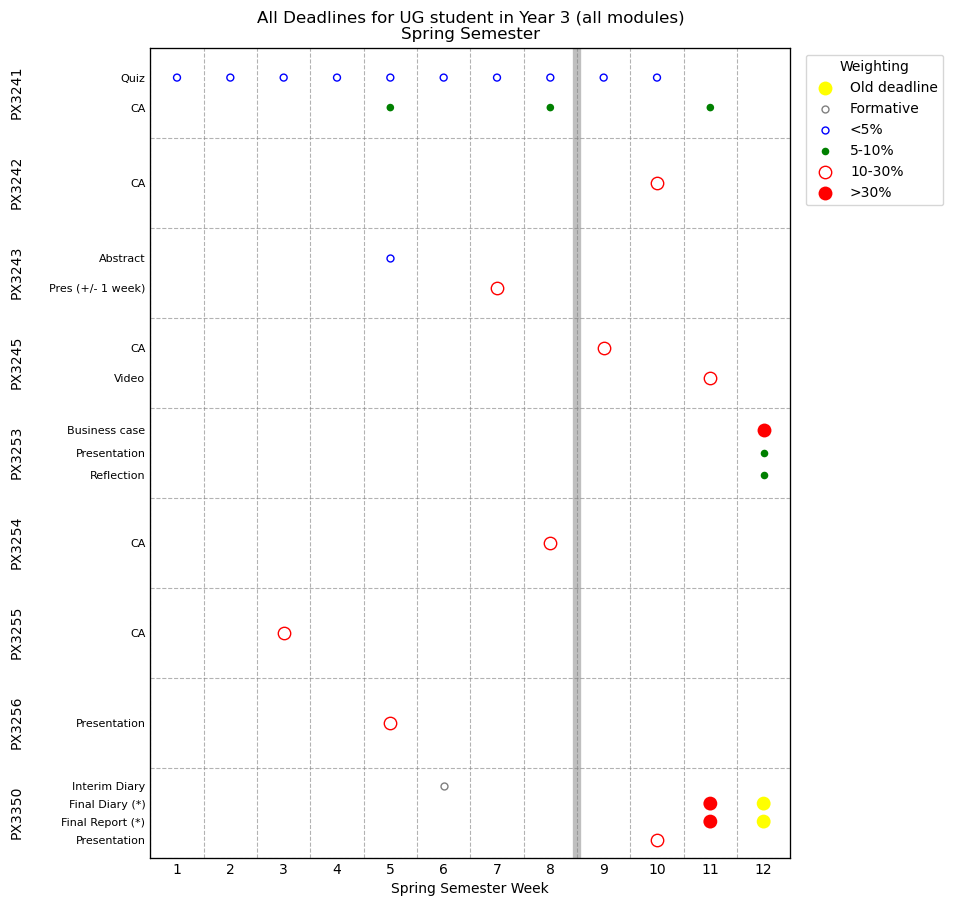 All Deadlines for UG student in Year 3 (all modules)
Spring Semester
Weighting
Old deadline
Formative
<5%
5-10%
10-30%
>30%
PX3241
Quiz
CA
PX3242
CA
PX3243
Abstract
Pres (+/- 1 week)
PX3245
CA
Video
PX3253
Business case
Presentation
Reflection
PX3254
CA
PX3255
CA
PX3256
Presentation
PX3350
Interim Diary
Final Diary (*)
Final Report (*)
Presentation
1 2 3 4 5 6 7 8 9 10 11 12
Spring Semester Week